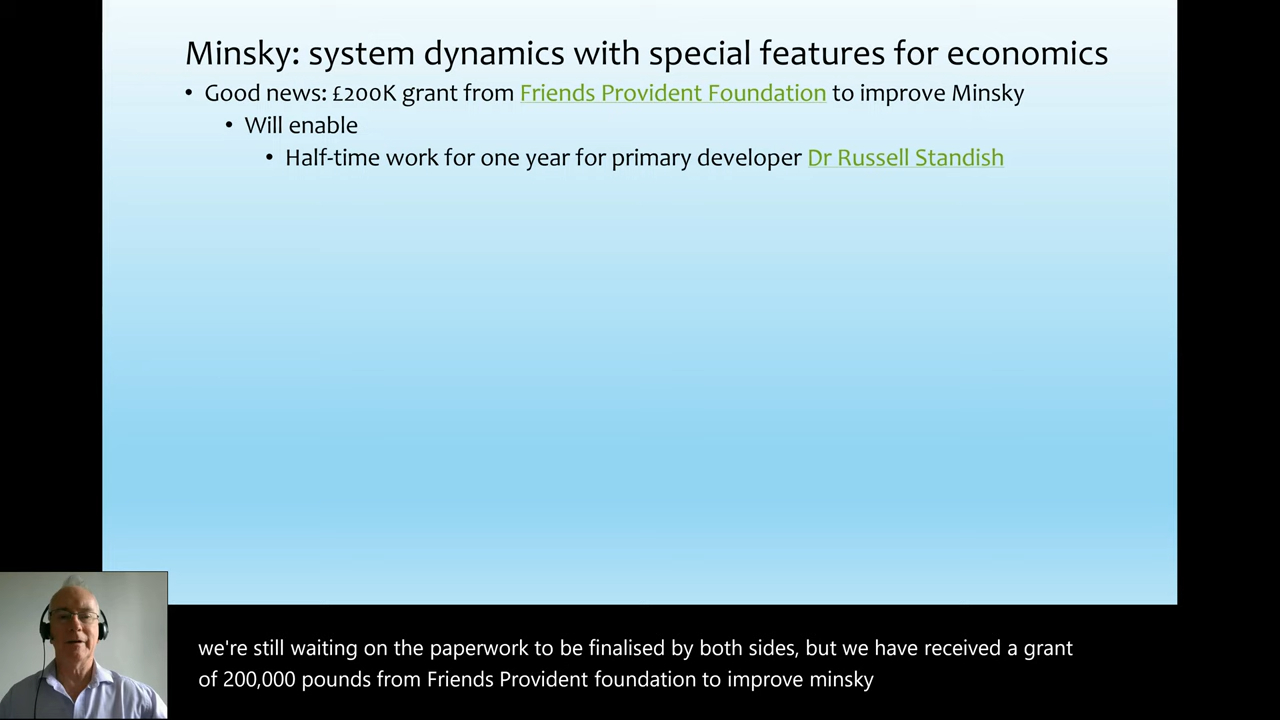 Minsky: system dynamics with special features for economics
• Good news: £200K grant from Friends Provident Foundation to improve Minsky
• Will enable
• Half-time work for one year for primary developer Dr Russell Standish
we're still waiting on the paperwork to be finalised by both sides, but we have received a grant
of 200,000 pounds from Friends Provident foundation to improve minsky